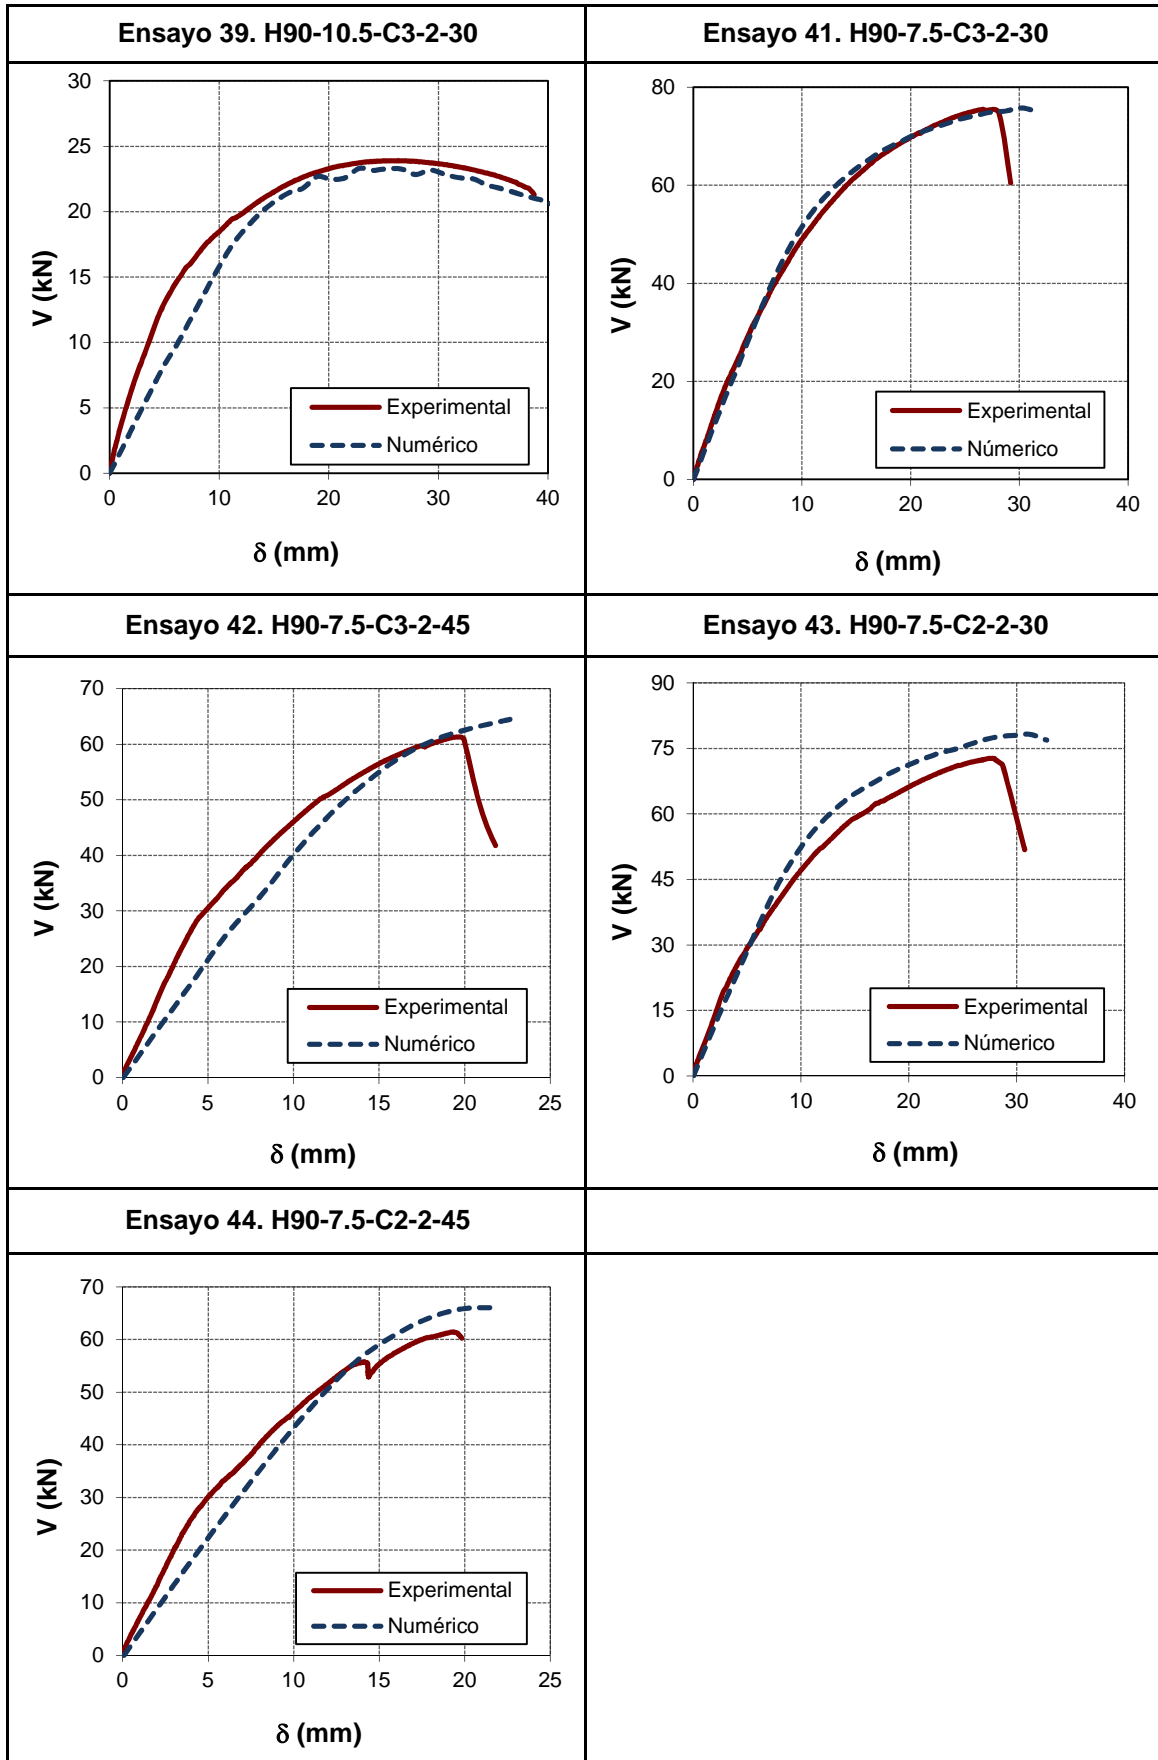 Ensayo 39. H90-10.5-C3-2-30
30
25
20
15
10
5
0
V (kN)
Experimental
Numérico
0 10 20 30 40
δ (mm)
Ensayo 41. H90-7.5-C3-2-30
80
60
40
20
0
V (kN)
Experimental
Númerico
0 10 20 30 40
δ (mm)
Ensayo 42. H90-7.5-C3-2-45
70
60
50
40
30
20
10
0
V (kN)
Experimental
Numérico
0 5 10 15 20 25
δ (mm)
Ensayo 43. H90-7.5-C2-2-30
90
75
60
45
30
15
0
V (kN)
Experimental
Númerico
0 10 20 30 40
δ (mm)
Ensayo 44. H90-7.5-C2-2-45
70
60
50
40
30
20
10
0
V (kN)
Experimental
Numérico
0 5 10 15 20 25
δ (mm)